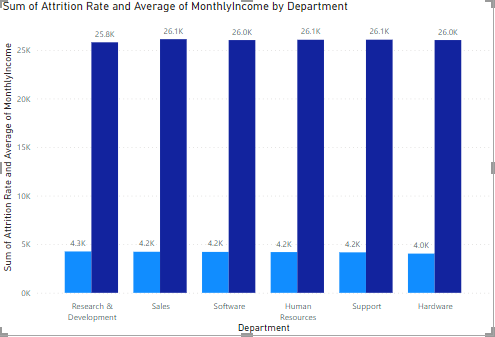 Sum of Attrition Rate and Average of MonthlyIncome by Department
Sum of Attrition Rate and Average of MonthlyIncome
25K
20K
15K
10K
5K
0K
25.8K
26.1K
26.0K
26.1K
26.1K
26.0K
4.3K
4.2K
4.2K
4.2K
4.2K
4.0K
Research &
Development
Sales
Software
Human
Resources
Support
Hardware
Department